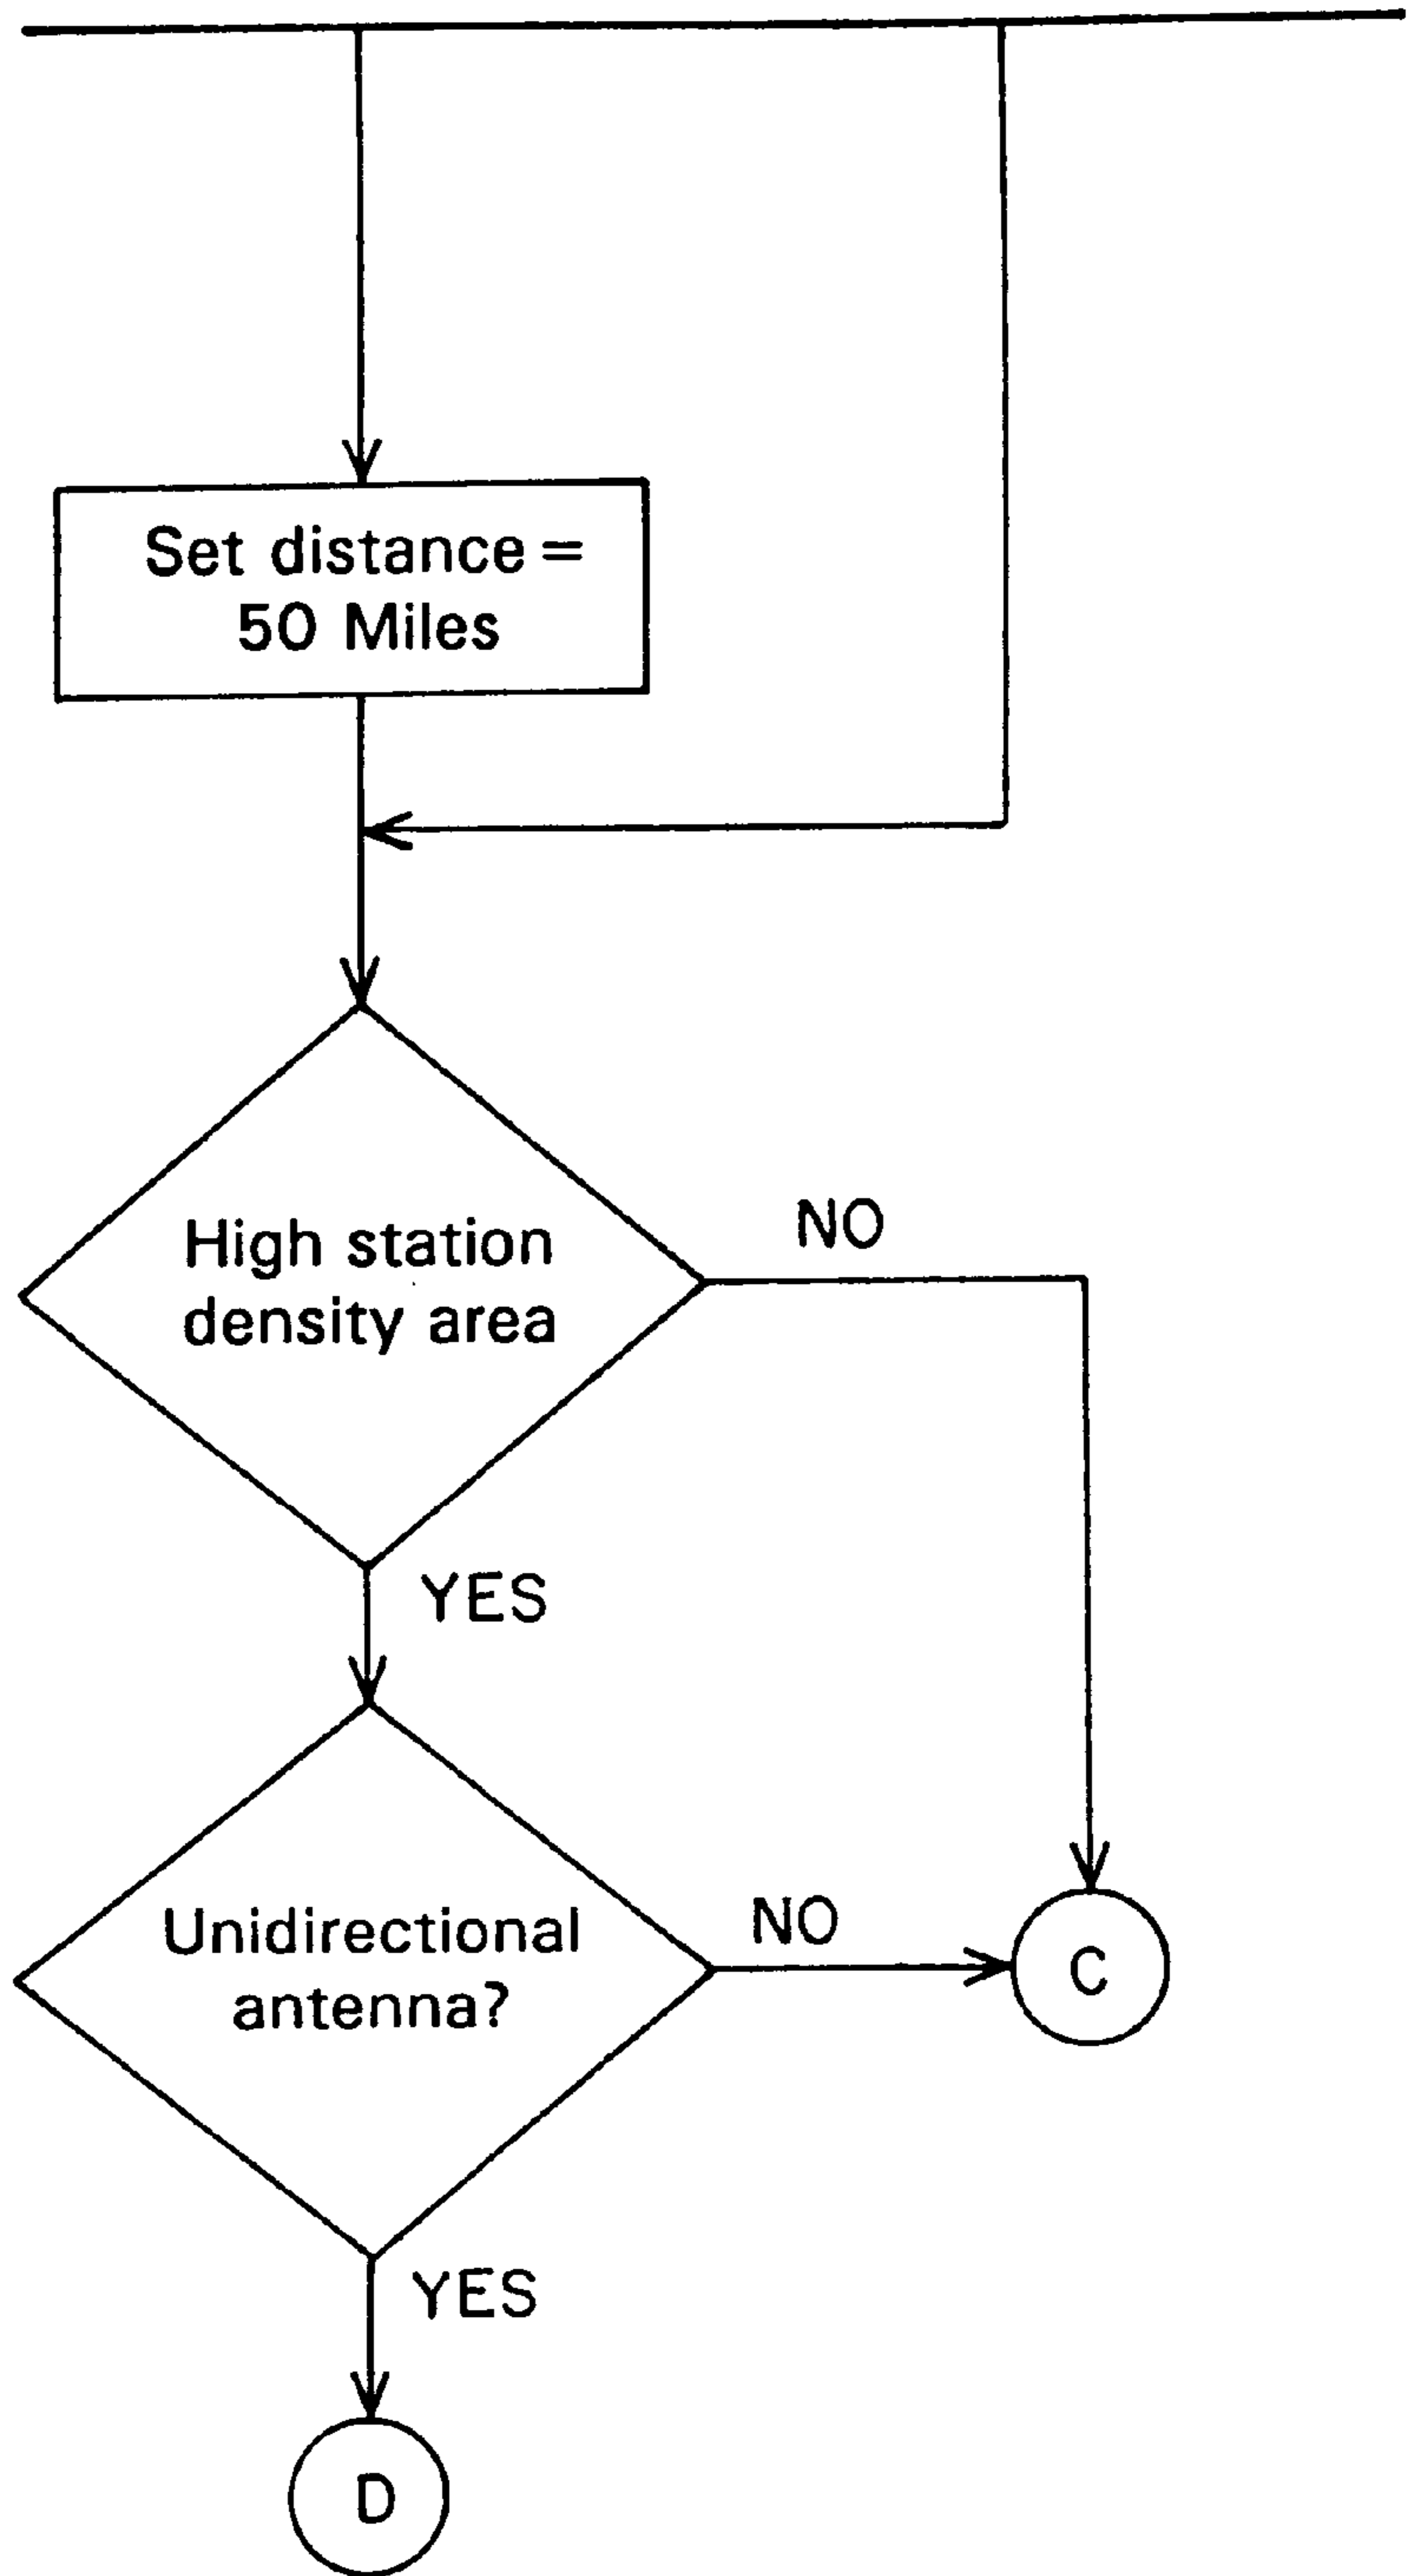 Set distance =
50 Miles
High station
density area
NO
YES
Unidirectional
antenna?
NO
C
YES
D